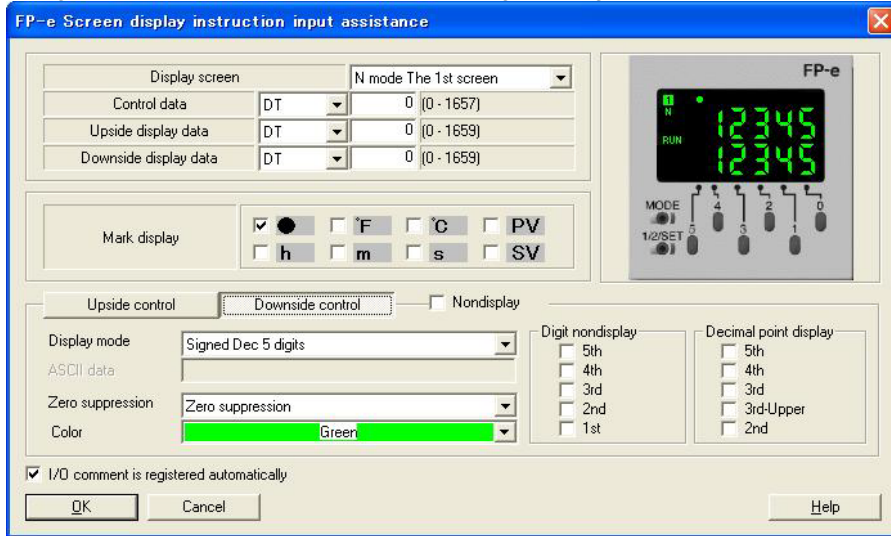 FP-e Screen display instruction input assistance
Display screen N mode The 1st screen
Control data DT 0 (0 - 1657)
Upside display data DT 0 (0 - 1659)
Downside display data DT 0 (0 - 1659)
Mark display
● °F °C PV
h m s SV
FP-e
1
N
RUN
12345
12345
MODE
1/2/SET
5 4 3 2 1 0
Upside control Downside control Nondisplay
Display mode Signed Dec 5 digits
ASCII data
Zero suppression Zero suppression
Color Green
Digit nondisplay
5th
4th
3rd
2nd
1st
Decimal point display
5th
4th
3rd
3rd-Upper
2nd
I/O comment is registered automatically
OK Cancel Help